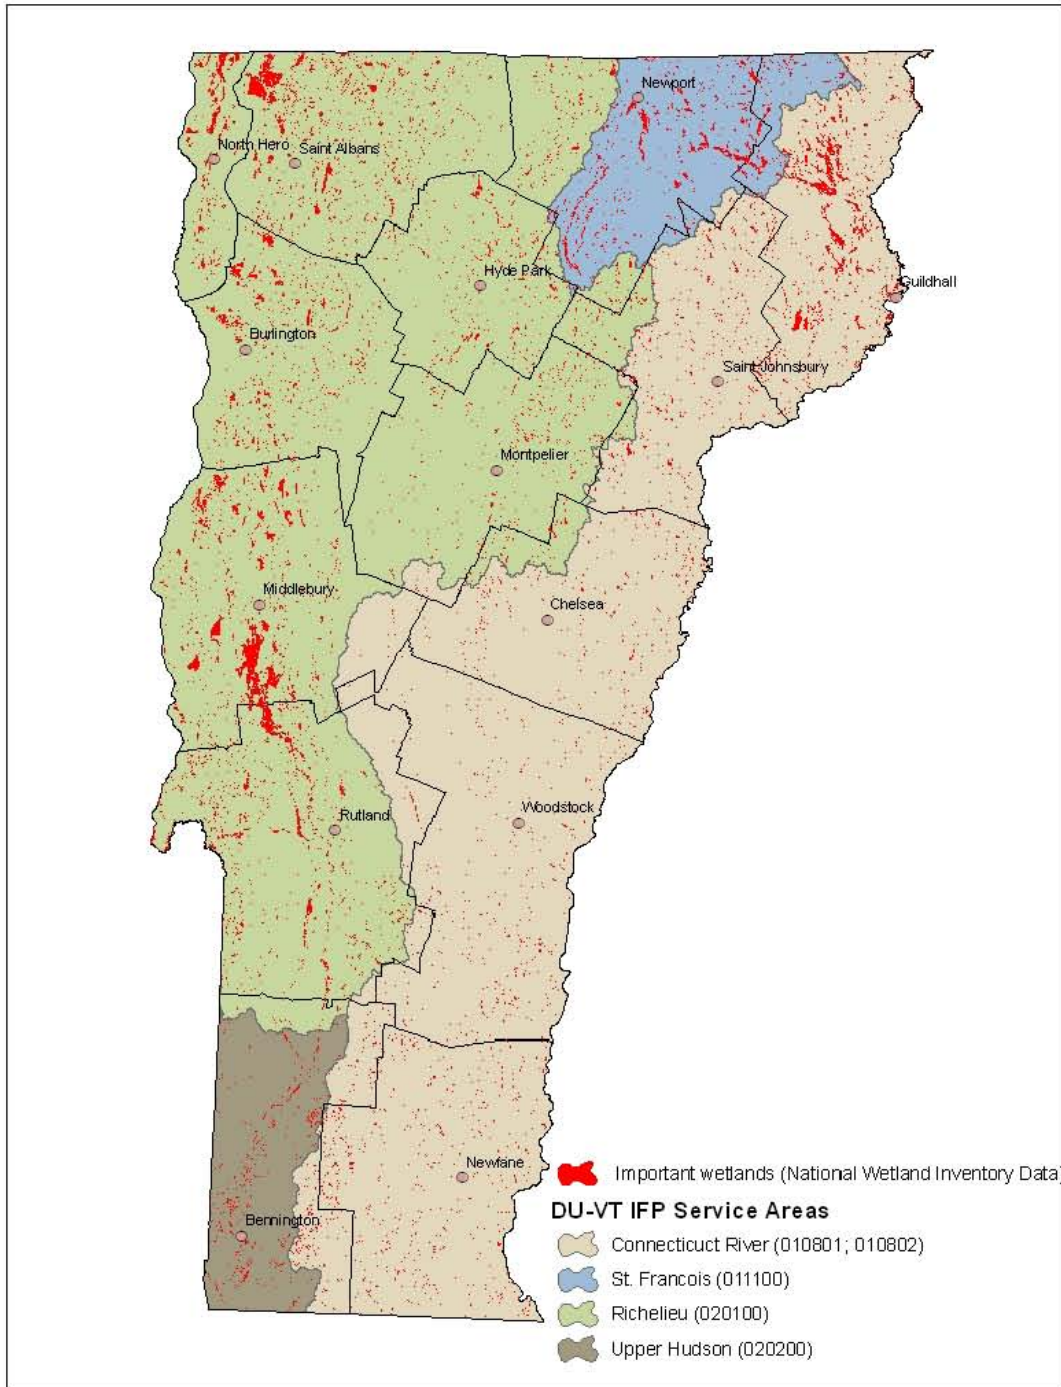 Newport
North Hero
Saint Albans
Hyde Park
Guildhall
Burlington
Saint Johnsbury
Montpelier
Middlebury
Chelsea
Woodstock
Rutland
Newfane
Bennington
Important wetlands (National Wetland Inventory Data)
DU-VT IFP Service Areas
Connecticuct River (010801; 010802)
St. Francois (011100)
Richelieu (020100)
Upper Hudson (020200)